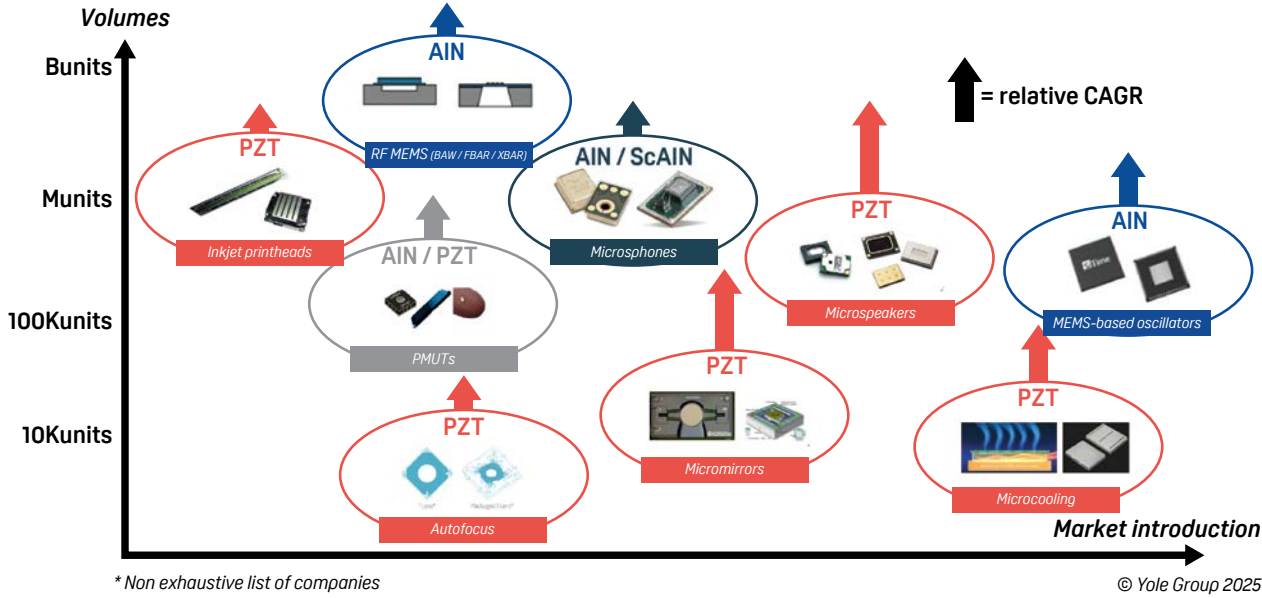 Volumes
Bunits
Munits
100Kunits
10Kunits
AlN
RF MEMS (BAW / FBAR / XBAR)
= relative CAGR
PZT
Inkjet printheads
AlN / ScAlN
Microsphones
AlN / PZT
PMUTs
PZT
Microspeakers
AlN
SiTime
MEMS-based oscillators
PZT
Autofocus
PZT
Micromirrors
PZT
Microcooling
Market introduction
* Non exhaustive list of companies
© Yole Group 2025